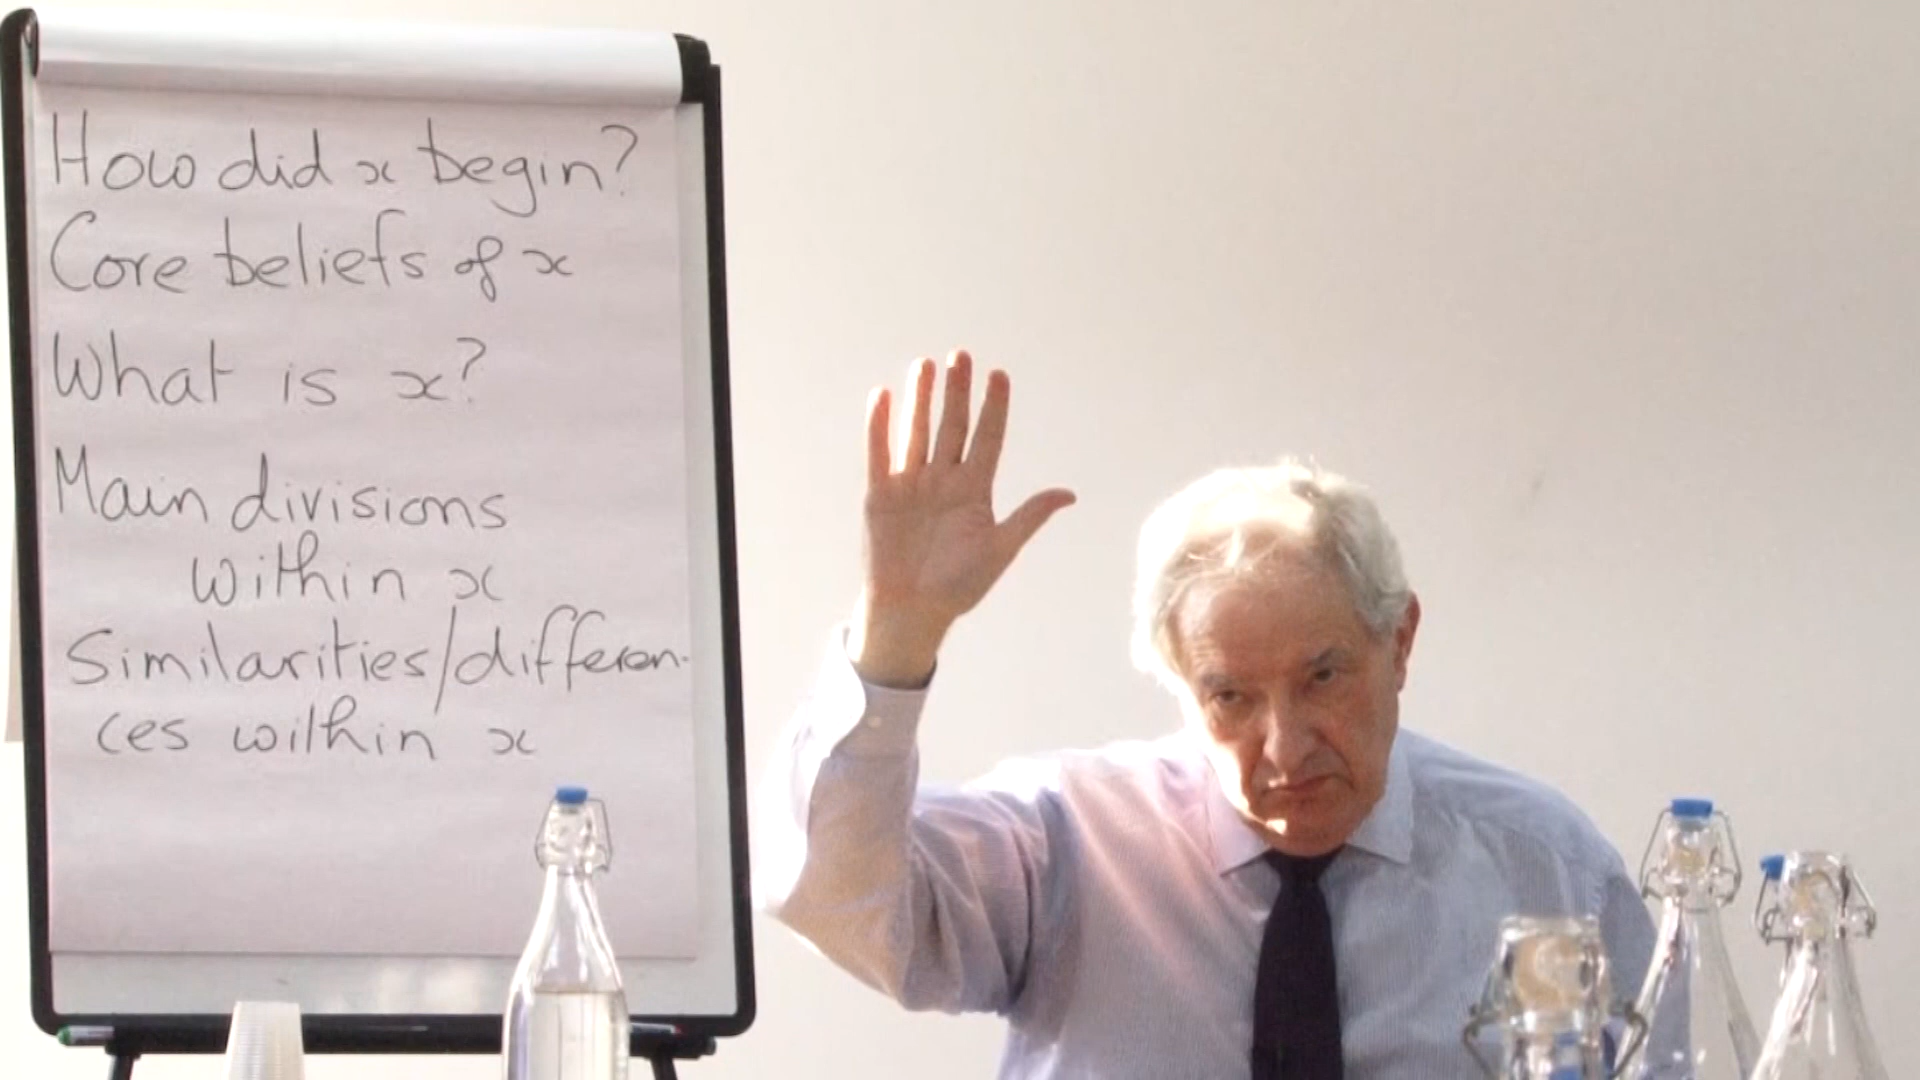 How did x begin?
Core beliefs of x
What is x?
Main divisions
within x
Similarities/differen-
ces within x